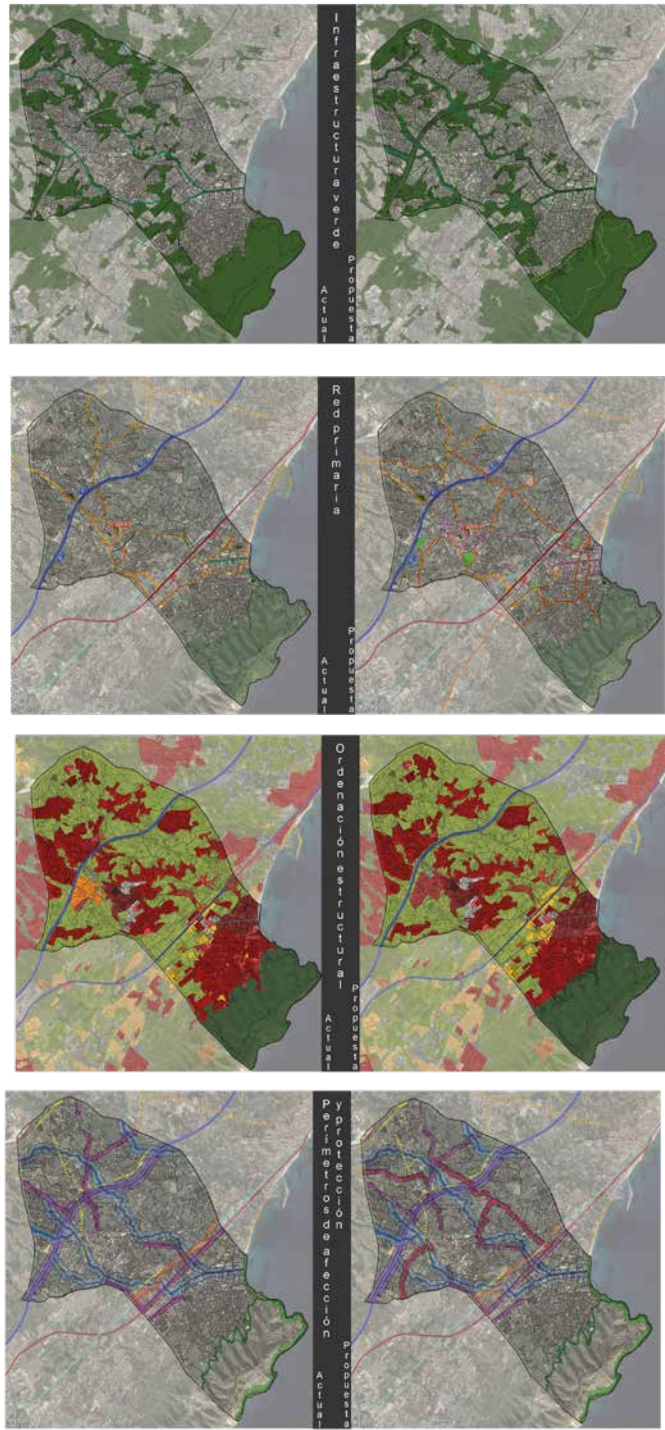 Infraestructura verde
Actual
Propuesta
Red primaria
Actual
Propuesta
Ordenación estructural
Actual
Propuesta
Perímetros de afección
y protección
Actual
Propuesta